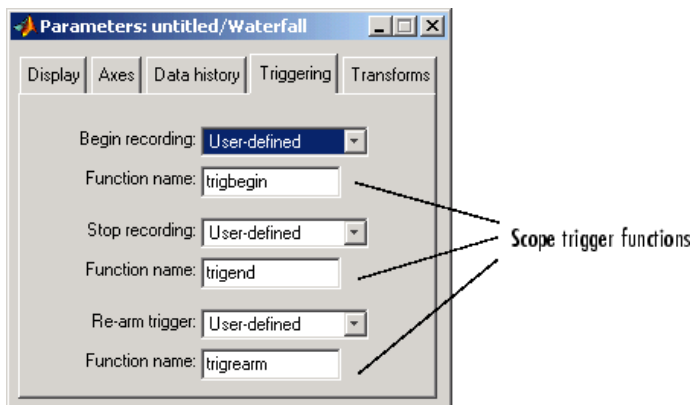 Parameters: untitled/Waterfall
Display Axes Data history Triggering Transforms
Begin recording: User-defined
Function name: trigbegin
Stop recording: User-defined
Scope trigger functions
Function name: trigend
Re-arm trigger: User-defined
Function name: trigrearm